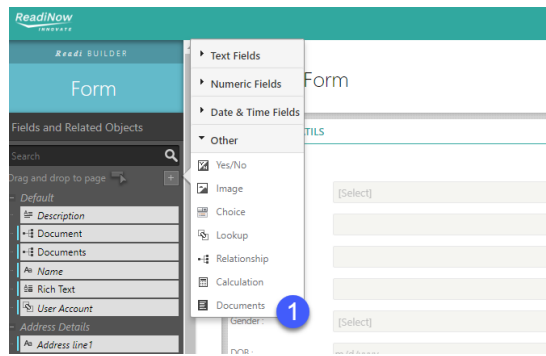 ReadiNow
INNOVATE
Readi BUILDER
Form
Fields and Related Objects
Search
Drag and drop to page
+
Default
Description
Document
Documents
Name
Rich Text
User Account
Address Details
Address line1
Text Fields
Numeric Fields
Date & Time Fields
Other
Yes/No
Image
Choice
Lookup
Relationship
Calculation
Documents
1
Form
TILS
[Select]
Gender :
[Select]
DOB :